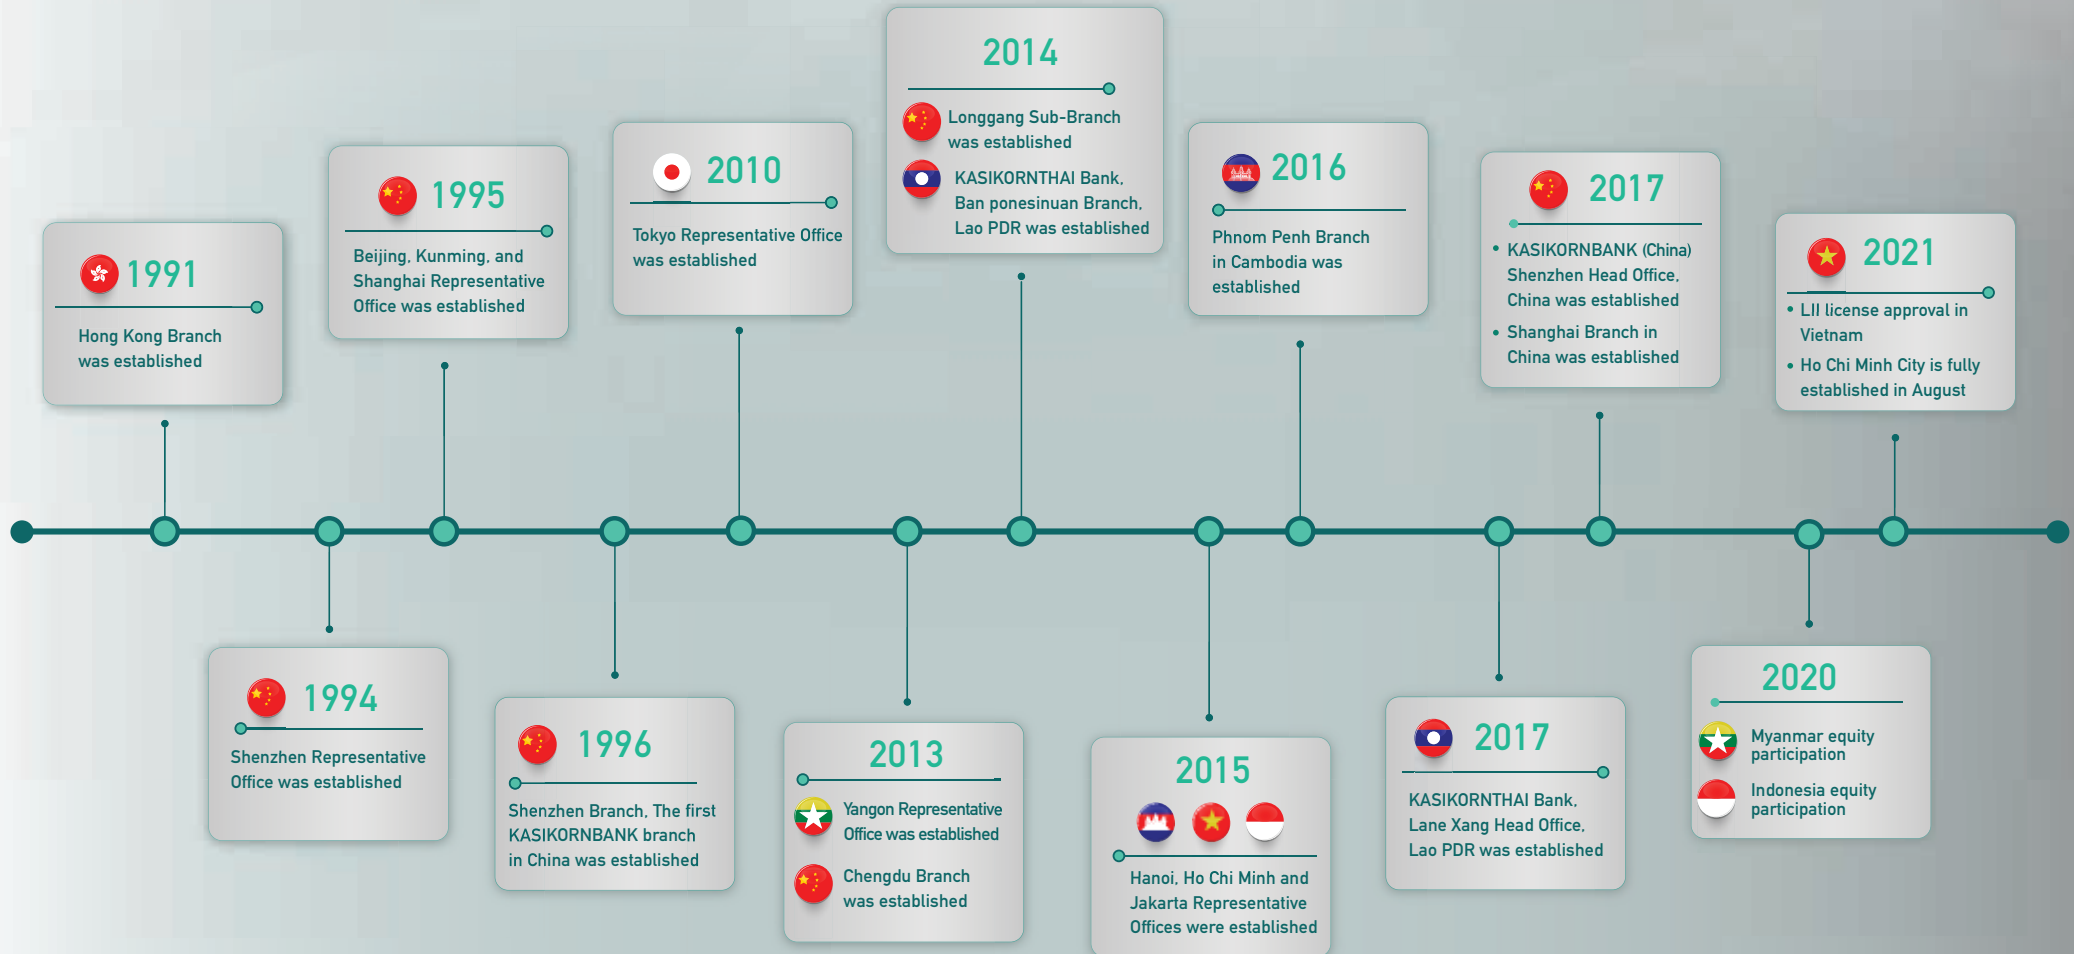 1991
Hong Kong Branch
was established
1994
Shenzhen Representative
Office was established
1995
Beijing, Kunming, and
Shanghai Representative
Office was established
1996
Shenzhen Branch, The first
KASIKORNBANK branch
in China was established
2010
Tokyo Representative Office
was established
2013
Yangon Representative
Office was established
Chengdu Branch
was established
2014
Longgang Sub-Branch
was established
KASIKORNTHAI Bank,
Ban ponesinuan Branch,
Lao PDR was established
2015
Hanoi, Ho Chi Minh and
Jakarta Representative
Offices were established
2016
Phnom Penh Branch
in Cambodia was
established
2017
KASIKORNTHAI Bank,
Lane Xang Head Office,
Lao PDR was established
2017
• KASIKORNBANK (China)
Shenzhen Head Office,
China was established
• Shanghai Branch in
China was established
2020
Myanmar equity
participation
Indonesia equity
participation
2021
• LII license approval in
Vietnam
• Ho Chi Minh City is fully
established in August